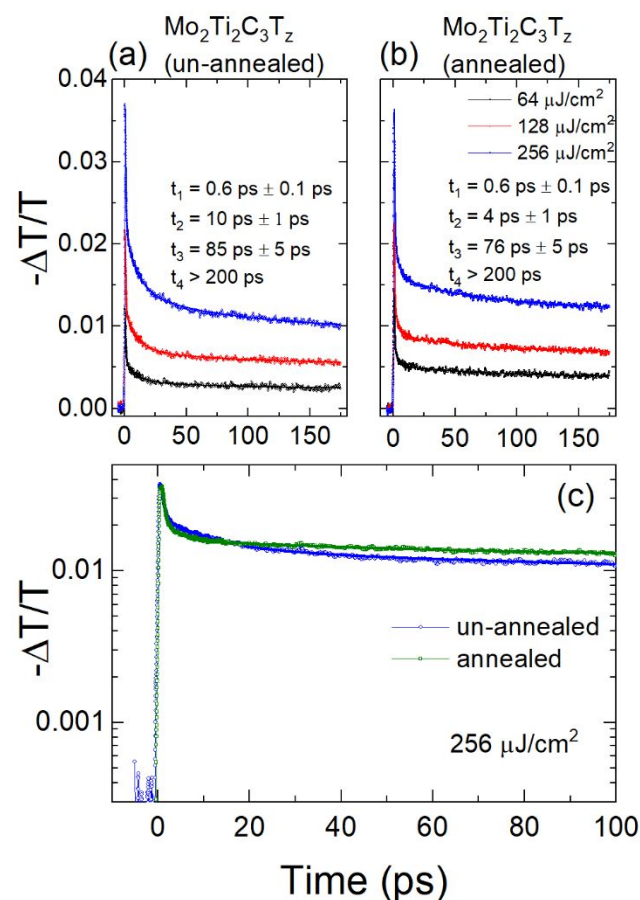 Mo₂Ti₂C₃T_z
(un-annealed)
(a)
Mo₂Ti₂C₃T_z
(annealed)
(b)
-ΔT/T
0.04
0.03
0.02
0.01
0.00
64 μJ/cm²
128 μJ/cm²
256 μJ/cm²
t₁ = 0.6 ps ± 0.1 ps
t₂ = 10 ps ± 1 ps
t₃ = 85 ps ± 5 ps
t₄ > 200 ps
t₁ = 0.6 ps ± 0.1 ps
t₂ = 4 ps ± 1 ps
t₃ = 76 ps ± 5 ps
t₄ > 200 ps
0 50 100 150
0 50 100 150
(c)
-ΔT/T
0.01
0.001
un-annealed
annealed
256 μJ/cm²
0 20 40 60 80 100
Time (ps)